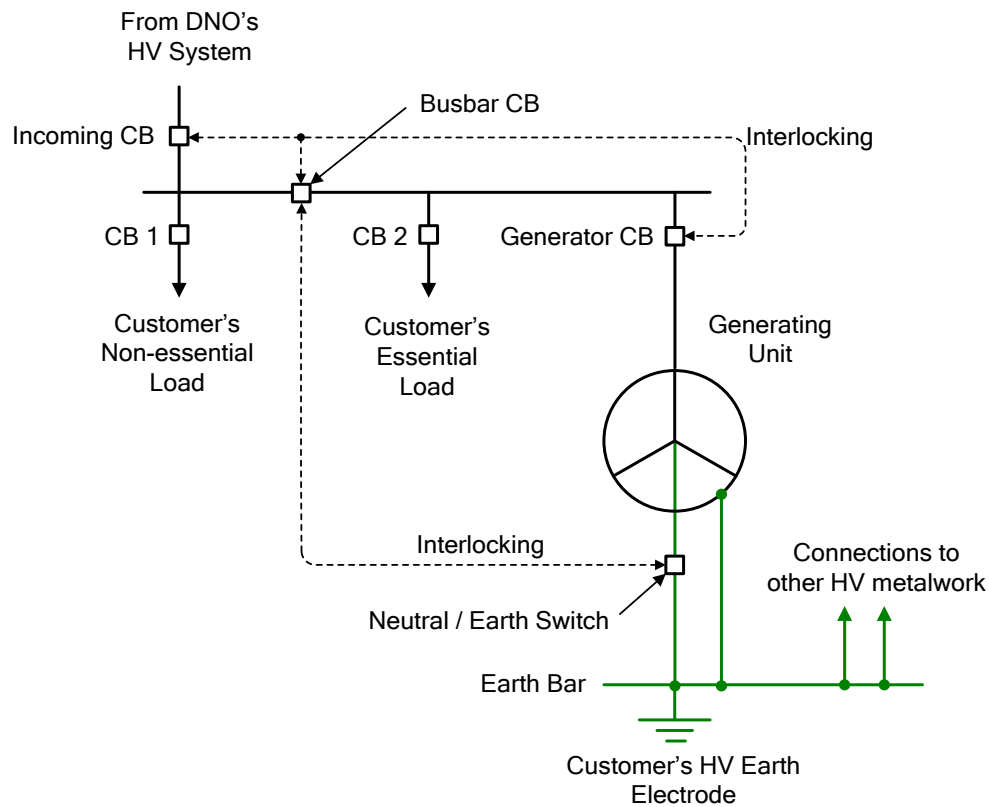 From DNO's
HV System
Busbar CB
Incoming CB
Interlocking
CB 1
CB 2
Generator CB
Customer's
Non-essential
Load
Customer's
Essential
Load
Generating
Unit
Interlocking
Connections to
other HV metalwork
Neutral / Earth Switch
Earth Bar
Customer's HV Earth
Electrode